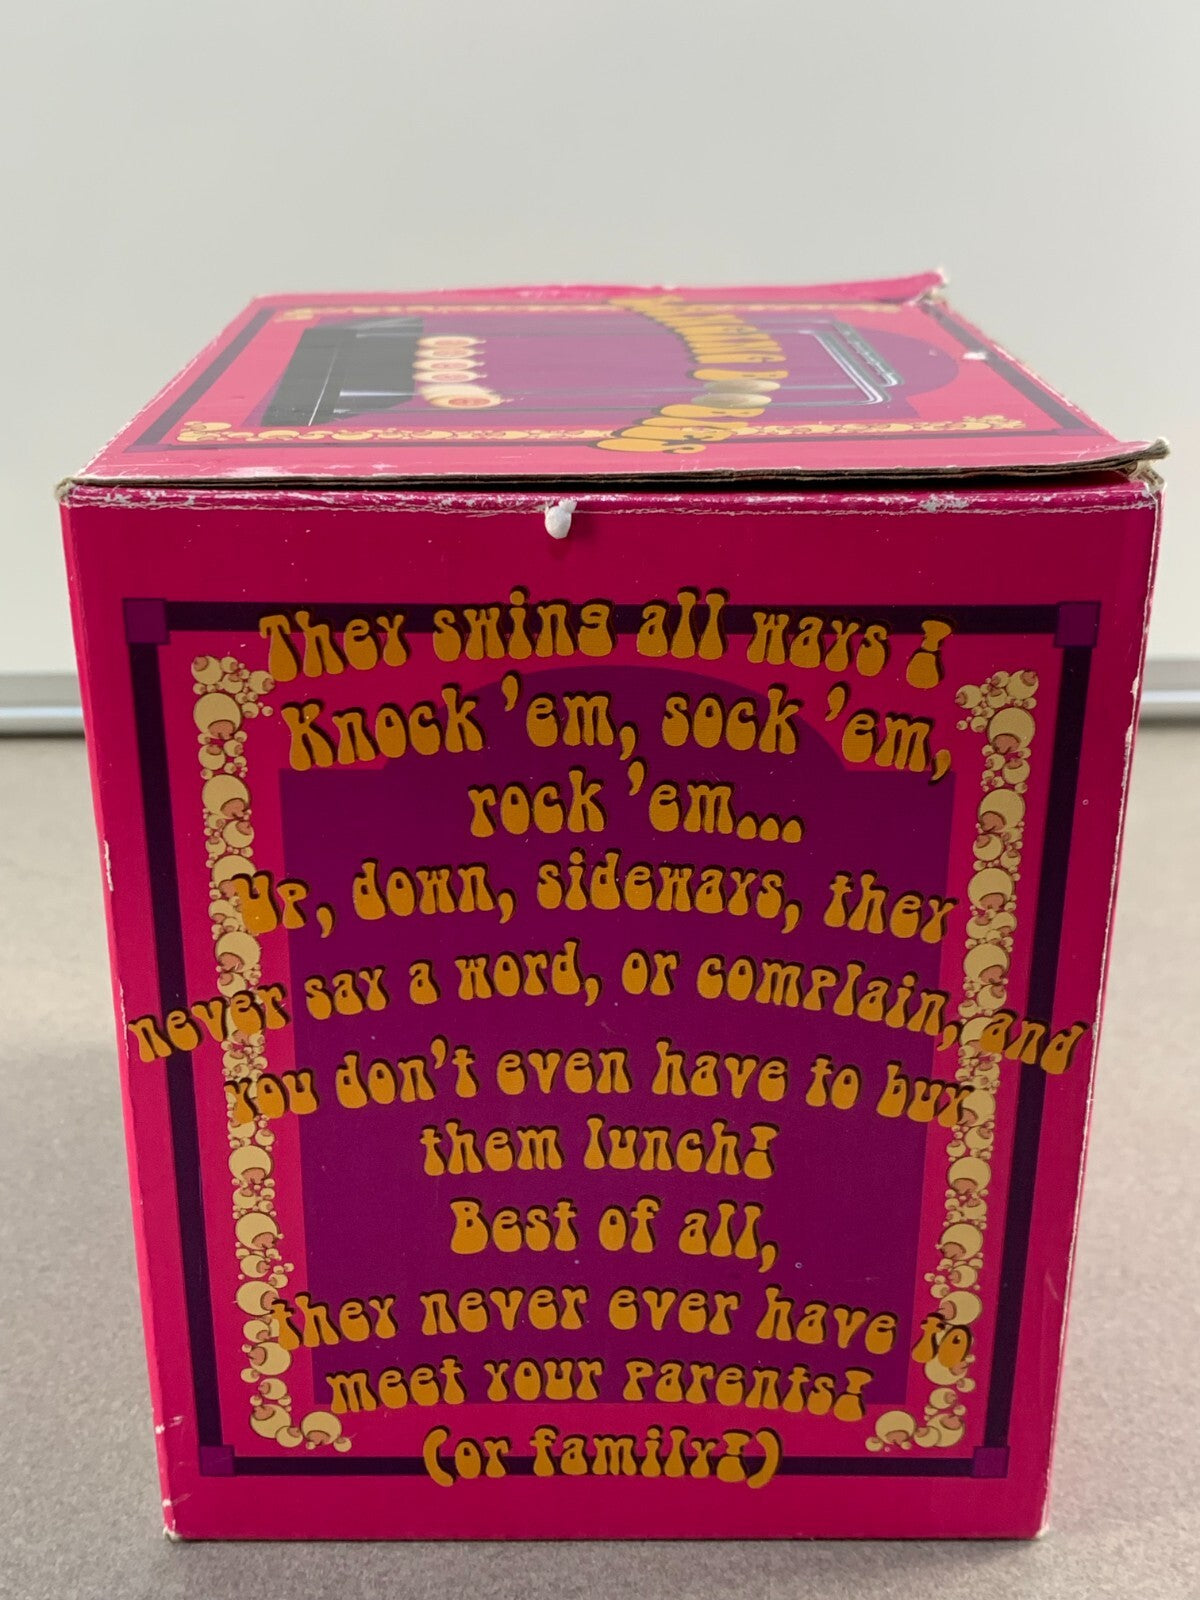 SWINGING BOOBIES
They swing all ways!
Knock 'em, sock 'em,
rock 'em...
Up, down, sideways, they
never say a word, or complain, and
you don't even have to buy
them lunch!
Best of all,
they never ever have to
meet your parents!
(or family!)